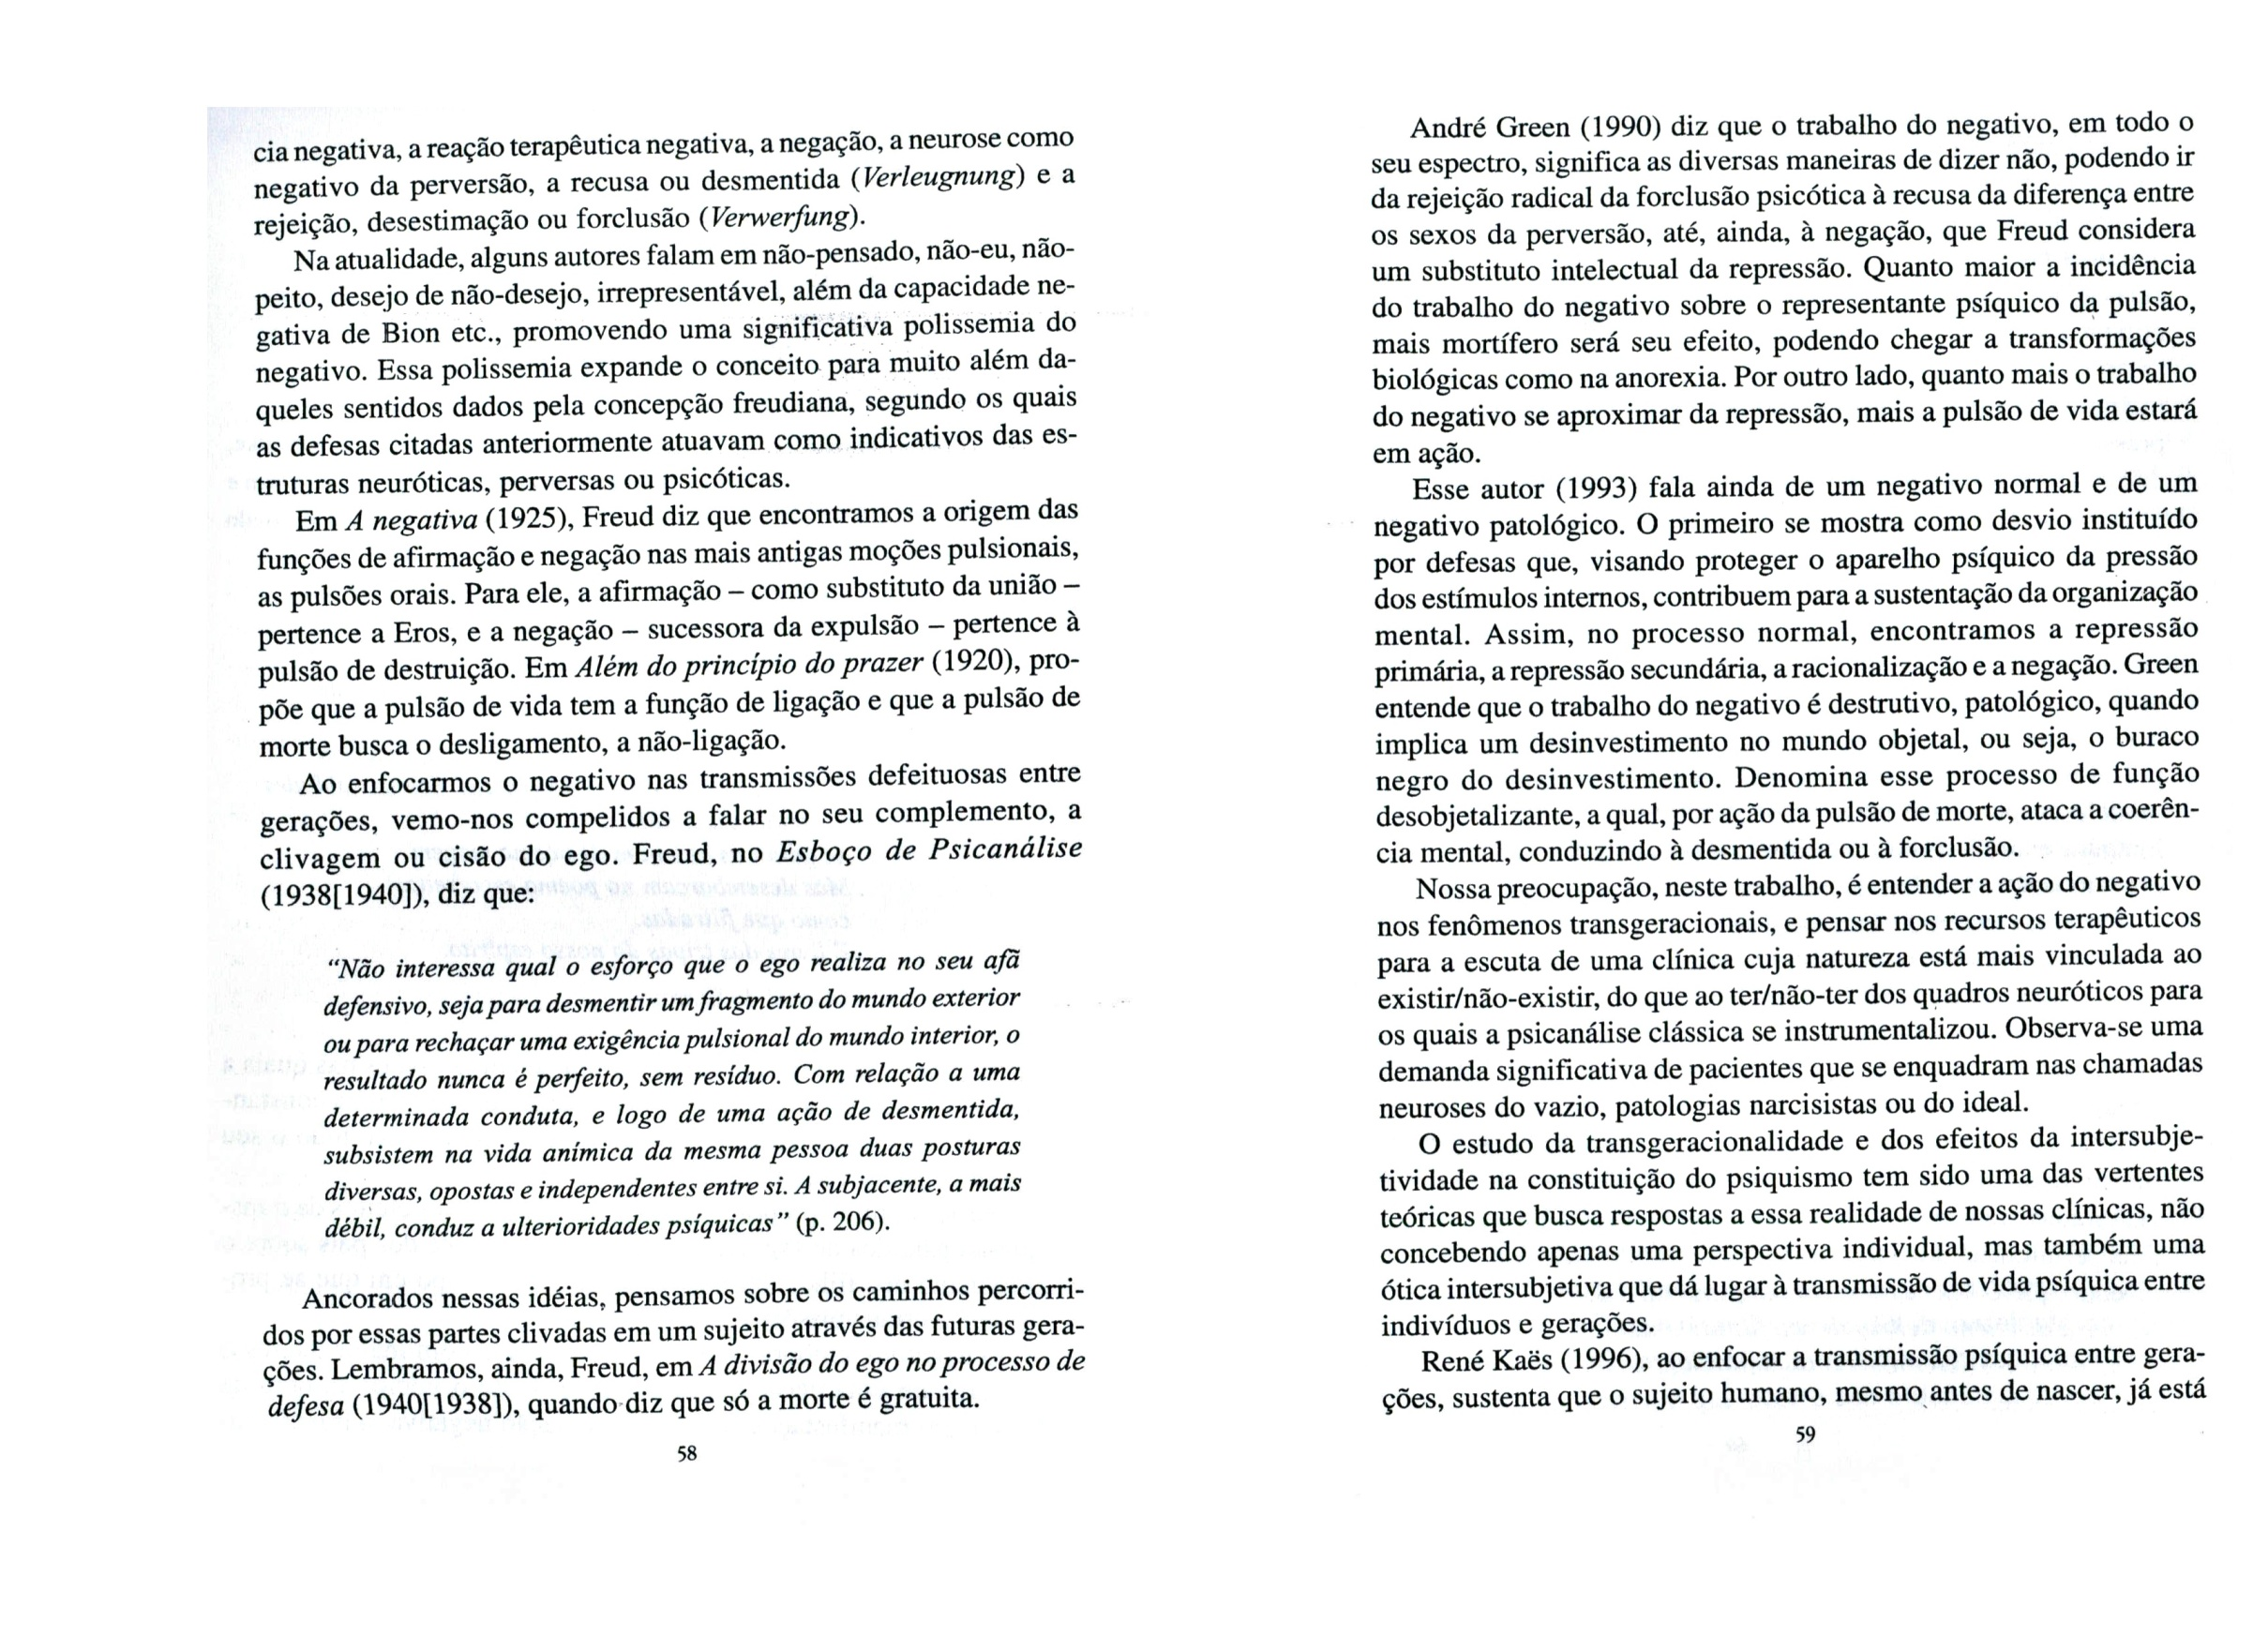 cia negativa, a reação terapêutica negativa, a negação, a neurose como
negativo da perversão, a recusa ou desmentida (Verleugnung) e a
rejeição, desestimação ou forclusão (Verwerfung).
Na atualidade, alguns autores falam em não-pensado, não-eu, não-
peito, desejo de não-desejo, irrepresentável, além da capacidade ne-
gativa de Bion etc., promovendo uma significativa polissemia do
negativo. Essa polissemia expande o conceito para muito além da-
queles sentidos dados pela concepção freudiana, segundo os quais
as defesas citadas anteriormente atuavam como indicativos das es-
truturas neuróticas, perversas ou psicóticas.
Em A negativa (1925), Freud diz que encontramos a origem das
funções de afirmação e negação nas mais antigas moções pulsionais,
as pulsões orais. Para ele, a afirmação – como substituto da união –
pertence a Eros, e a negação – sucessora da expulsão – pertence à
pulsão de destruição. Em Além do princípio do prazer (1920), pro-
põe que a pulsão de vida tem a função de ligação e que a pulsão de
morte busca o desligamento, a não-ligação.
Ao enfocarmos o negativo nas transmissões defeituosas entre
gerações, vemo-nos compelidos a falar no seu complemento, a
clivagem ou cisão do ego. Freud, no Esboço de Psicanálise
(1938[1940]), diz que:
“Não interessa qual o esforço que o ego realiza no seu afã
defensivo, seja para desmentir um fragmento do mundo exterior
ou para rechaçar uma exigência pulsional do mundo interior, o
resultado nunca é perfeito, sem resíduo. Com relação a uma
determinada conduta, e logo de uma ação de desmentida,
subsistem na vida anímica da mesma pessoa duas posturas
diversas, opostas e independentes entre si. A subjacente, a mais
débil, conduz a ulterioridades psíquicas” (p. 206).
Ancorados nessas idéias, pensamos sobre os caminhos percorri-
dos por essas partes clivadas em um sujeito através das futuras gera-
ções. Lembramos, ainda, Freud, em A divisão do ego no processo de
defesa (1940[1938]), quando diz que só a morte é gratuita.
58
André Green (1990) diz que o trabalho do negativo, em todo o
seu espectro, significa as diversas maneiras de dizer não, podendo ir
da rejeição radical da forclusão psicótica à recusa da diferença entre
os sexos da perversão, até, ainda, à negação, que Freud considera
um substituto intelectual da repressão. Quanto maior a incidência
do trabalho do negativo sobre o representante psíquico da pulsão,
mais mortífero será seu efeito, podendo chegar a transformações
biológicas como na anorexia. Por outro lado, quanto mais o trabalho
do negativo se aproximar da repressão, mais a pulsão de vida estará
em ação.
Esse autor (1993) fala ainda de um negativo normal e de um
negativo patológico. O primeiro se mostra como desvio instituído
por defesas que, visando proteger o aparelho psíquico da pressão
dos estímulos internos, contribuem para a sustentação da organização
mental. Assim, no processo normal, encontramos a repressão
primária, a repressão secundária, a racionalização e a negação. Green
entende que o trabalho do negativo é destrutivo, patológico, quando
implica um desinvestimento no mundo objetal, ou seja, o buraco
negro do desinvestimento. Denomina esse processo de função
desobjetalizante, a qual, por ação da pulsão de morte, ataca a coerên-
cia mental, conduzindo à desmentida ou à forclusão.
Nossa preocupação, neste trabalho, é entender a ação do negativo
nos fenômenos transgeracionais, e pensar nos recursos terapêuticos
para a escuta de uma clínica cuja natureza está mais vinculada ao
existir/não-existir, do que ao ter/não-ter dos quadros neuróticos para
os quais a psicanálise clássica se instrumentalizou. Observa-se uma
demanda significativa de pacientes que se enquadram nas chamadas
neuroses do vazio, patologias narcisistas ou do ideal.
O estudo da transgeracionalidade e dos efeitos da intersubje-
tividade na constituição do psiquismo tem sido uma das vertentes
teóricas que busca respostas a essa realidade de nossas clínicas, não
concebendo apenas uma perspectiva individual, mas também uma
ótica intersubjetiva que dá lugar à transmissão de vida psíquica entre
indivíduos e gerações.
René Kaës (1996), ao enfocar a transmissão psíquica entre gera-
ções, sustenta que o sujeito humano, mesmo antes de nascer, já está
59